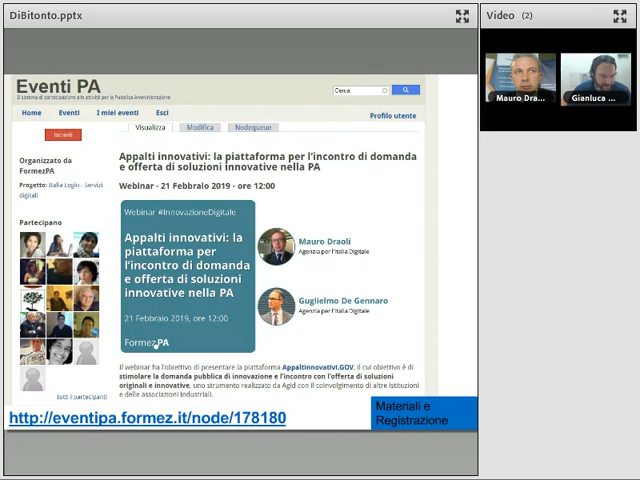 DiBitonto.pptx
Video (2)
Mauro Dra...
Gianluca ...
Eventi PA
Il sistema di partecipazione alle attività per la Pubblica Amministrazione
Cerca
Home Eventi I miei eventi Esci
Profilo utente
Iscriviti
Visualizza Modifica Nodequeue
Organizzato da
FormezPA
Progetto: Italia Login - Servizi
digitali
Partecipano
tutti i partecipanti
Appalti innovativi: la piattaforma per l'incontro di domanda
e offerta di soluzioni innovative nella PA
Webinar - 21 Febbraio 2019 - ore 12:00
Webinar #InnovazioneDigitale
Appalti innovativi: la
piattaforma per
l'incontro di domanda
e offerta di soluzioni
innovative nella PA
21 Febbraio 2019, ore 12:00
FormezPA
Mauro Draoli
Agenzia per l'Italia Digitale
Guglielmo De Gennaro
Agenzia per l'Italia Digitale
Il webinar ha l'obiettivo di presentare la piattaforma Appaltinnovativi.GOV, il cui obiettivo è di
stimolare la domanda pubblica di innovazione e l'incontro con l'offerta di soluzioni
originali e innovative, uno strumento realizzato da Agid con il coinvolgimento di altre istituzioni
e delle associazioni industriali.
http://eventipa.formez.it/node/178180
Materiali e
Registrazione